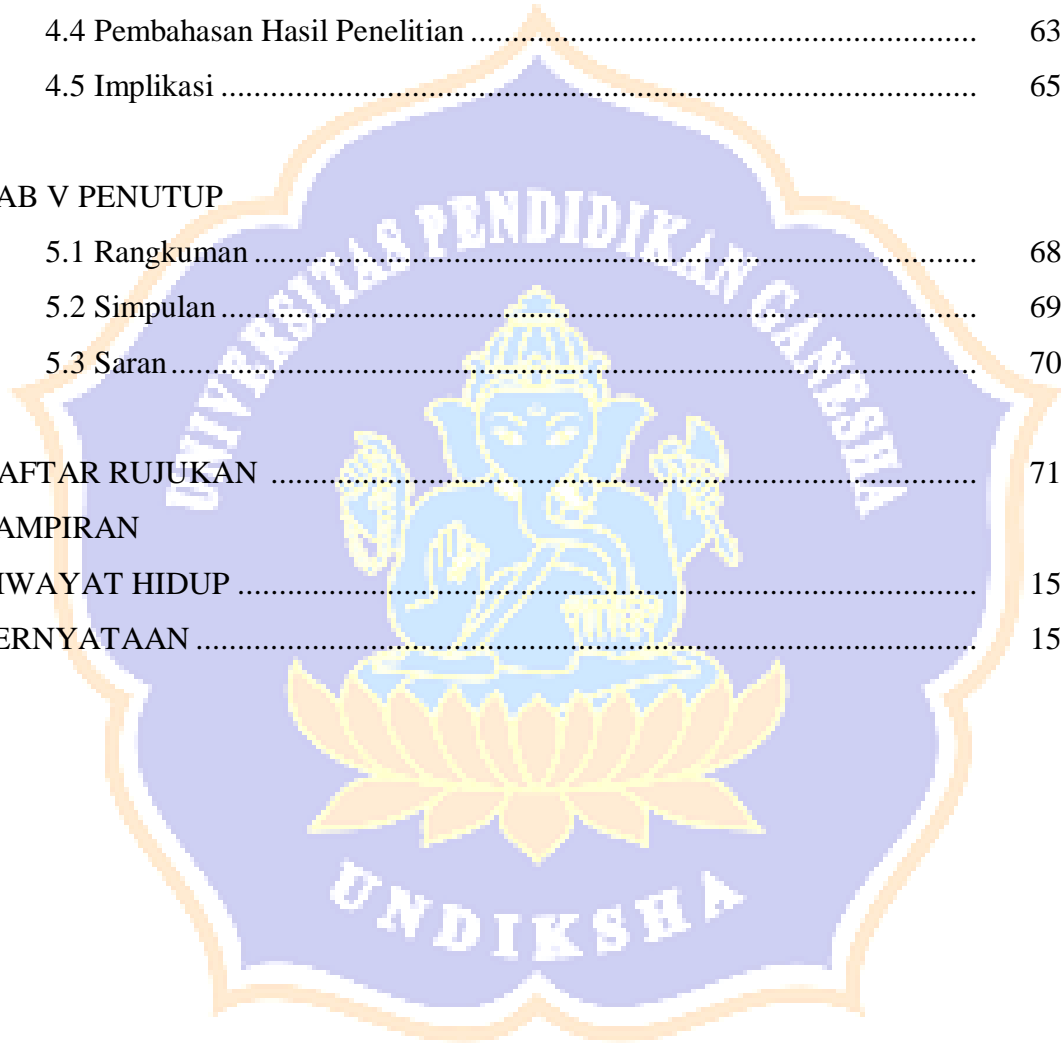 4.4 Pembahasan Hasil Penelitian ................................................................ 63
4.5 Implikasi ................................................................................................ 65
AB V PENUTUP
5.1 Rangkuman ............................................................................................ 68
5.2 Simpulan ................................................................................................ 69
5.3 Saran ...................................................................................................... 70
AFTAR RUJUKAN .......................................................................................... 71
AMPIRAN
IWAYAT HIDUP .............................................................................................. 15
ERNYATAAN ................................................................................................... 15
UNIVERSITAS PENDIDIKAN GANESHA
UNDIKSHA